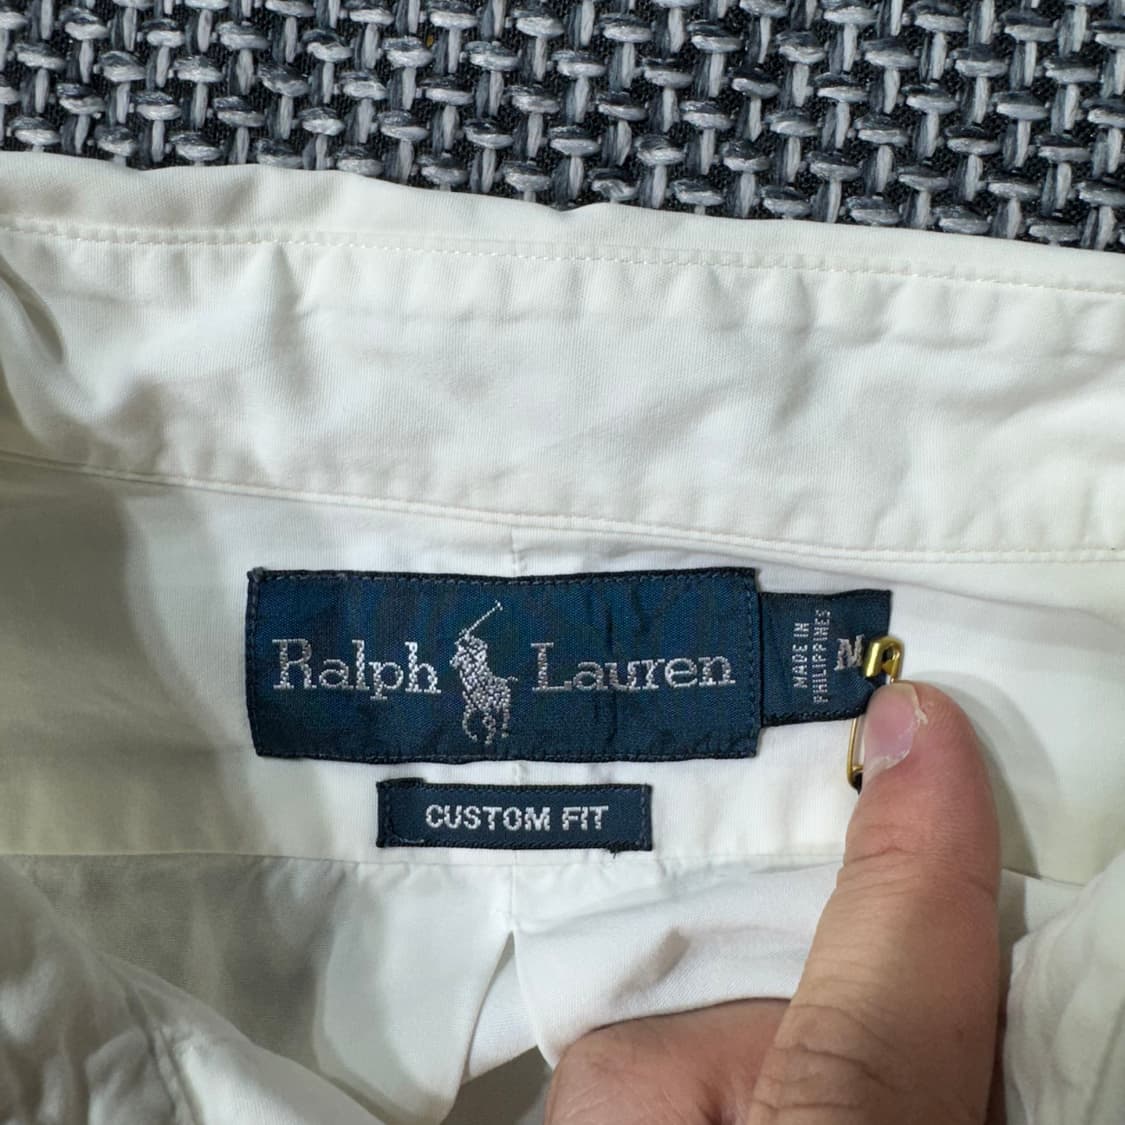 Ralph Lauren
MADE IN
PHILIPPINES
M
CUSTOM FIT